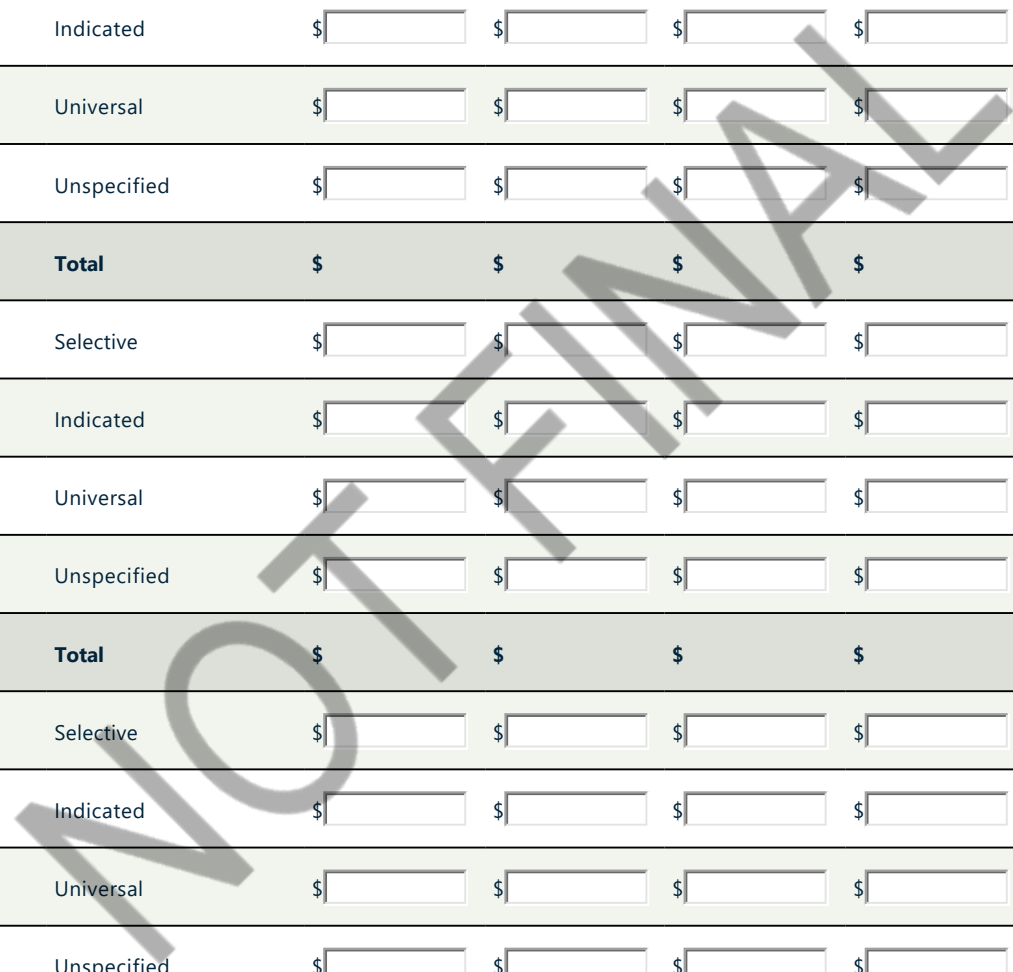 Indicated $ $ $ $
Universal $ $ $ $
Unspecified $ $ $ $
Total $ $ $ $
Selective $ $ $ $
Indicated $ $ $ $
Universal $ $ $ $
Unspecified $ $ $ $
Total $ $ $ $
Selective $ $ $ $
Indicated $ $ $ $
Universal $ $ $ $
Unspecified $ $ $ $
NOT FINAL